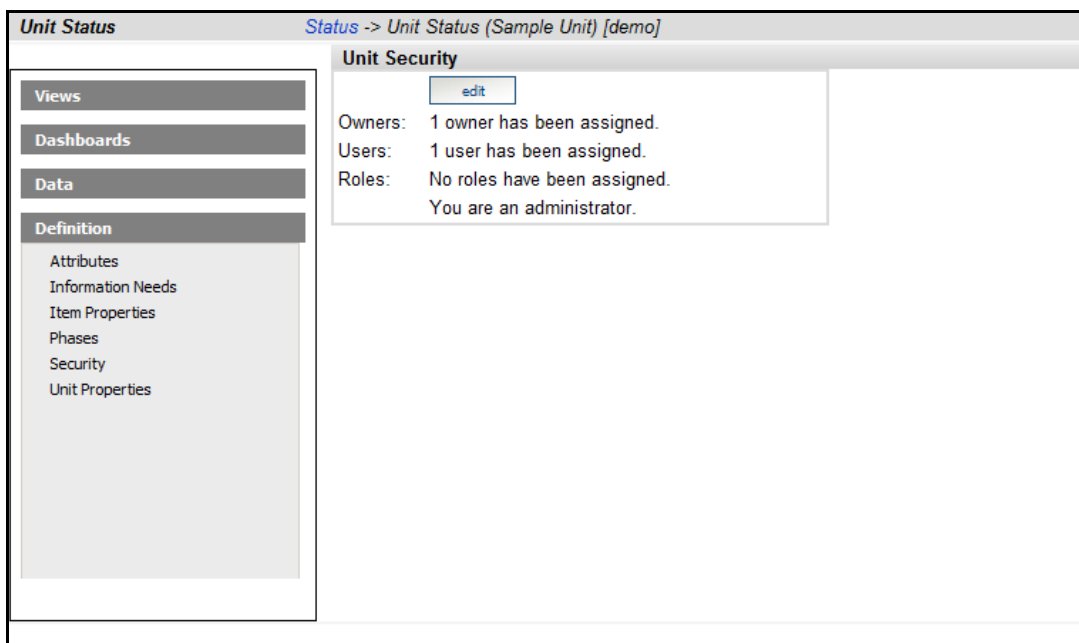 Unit Status
Status -> Unit Status (Sample Unit) [demo]
Views
Dashboards
Data
Definition
Attributes
Information Needs
Item Properties
Phases
Security
Unit Properties
Unit Security
edit
Owners: 1 owner has been assigned.
Users: 1 user has been assigned.
Roles: No roles have been assigned.
You are an administrator.